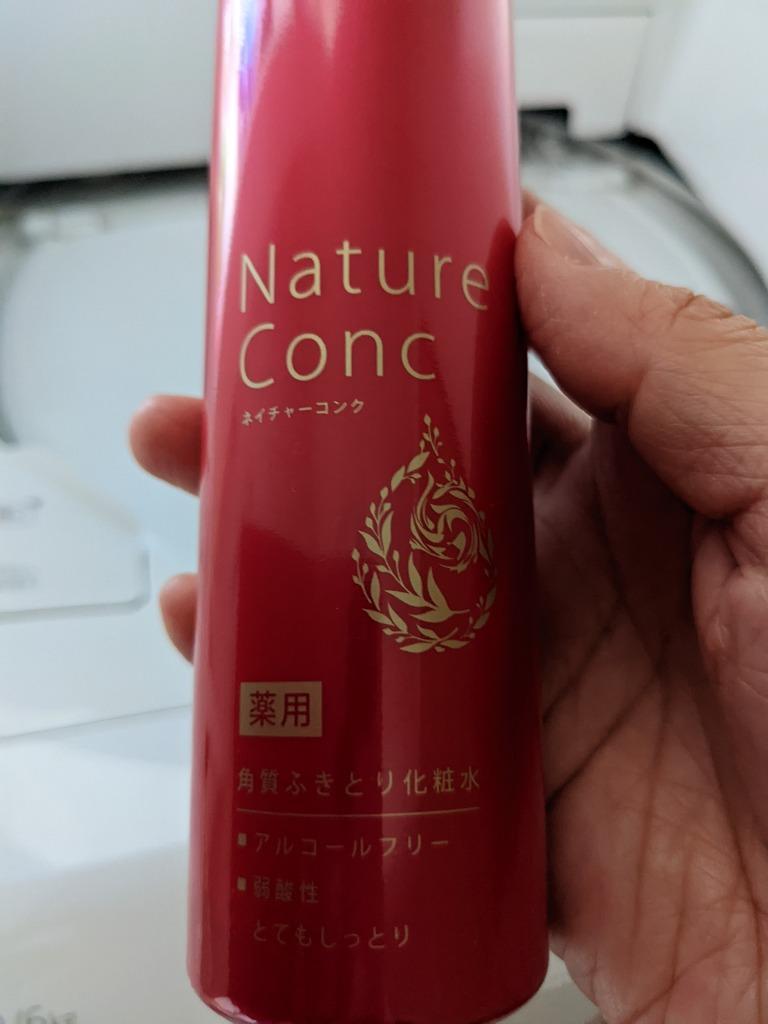 Nature
Conc
ネイチャーコンク
薬用
角質ふきとり化粧水
■アルコールフリー
■弱酸性
とてもしっとり